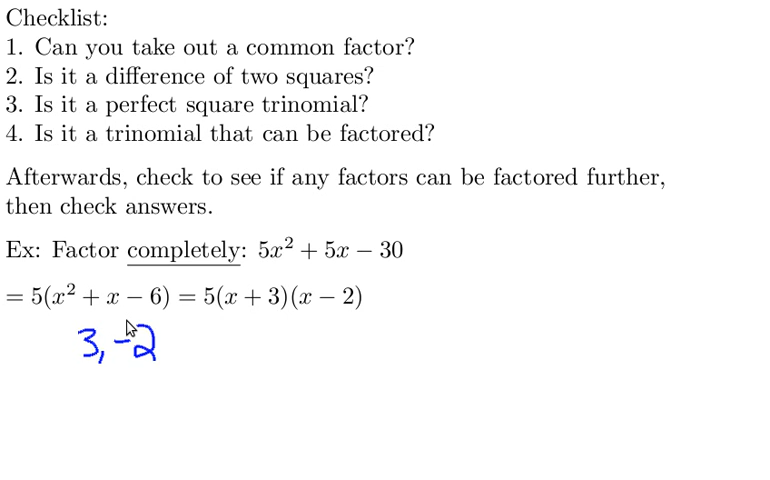 Checklist:
1. Can you take out a common factor?
2. Is it a difference of two squares?
3. Is it a perfect square trinomial?
4. Is it a trinomial that can be factored?
Afterwards, check to see if any factors can be factored further,
then check answers.
Ex: Factor completely: 5x² + 5x − 30
= 5(x² + x − 6) = 5(x + 3)(x − 2)
3, -2